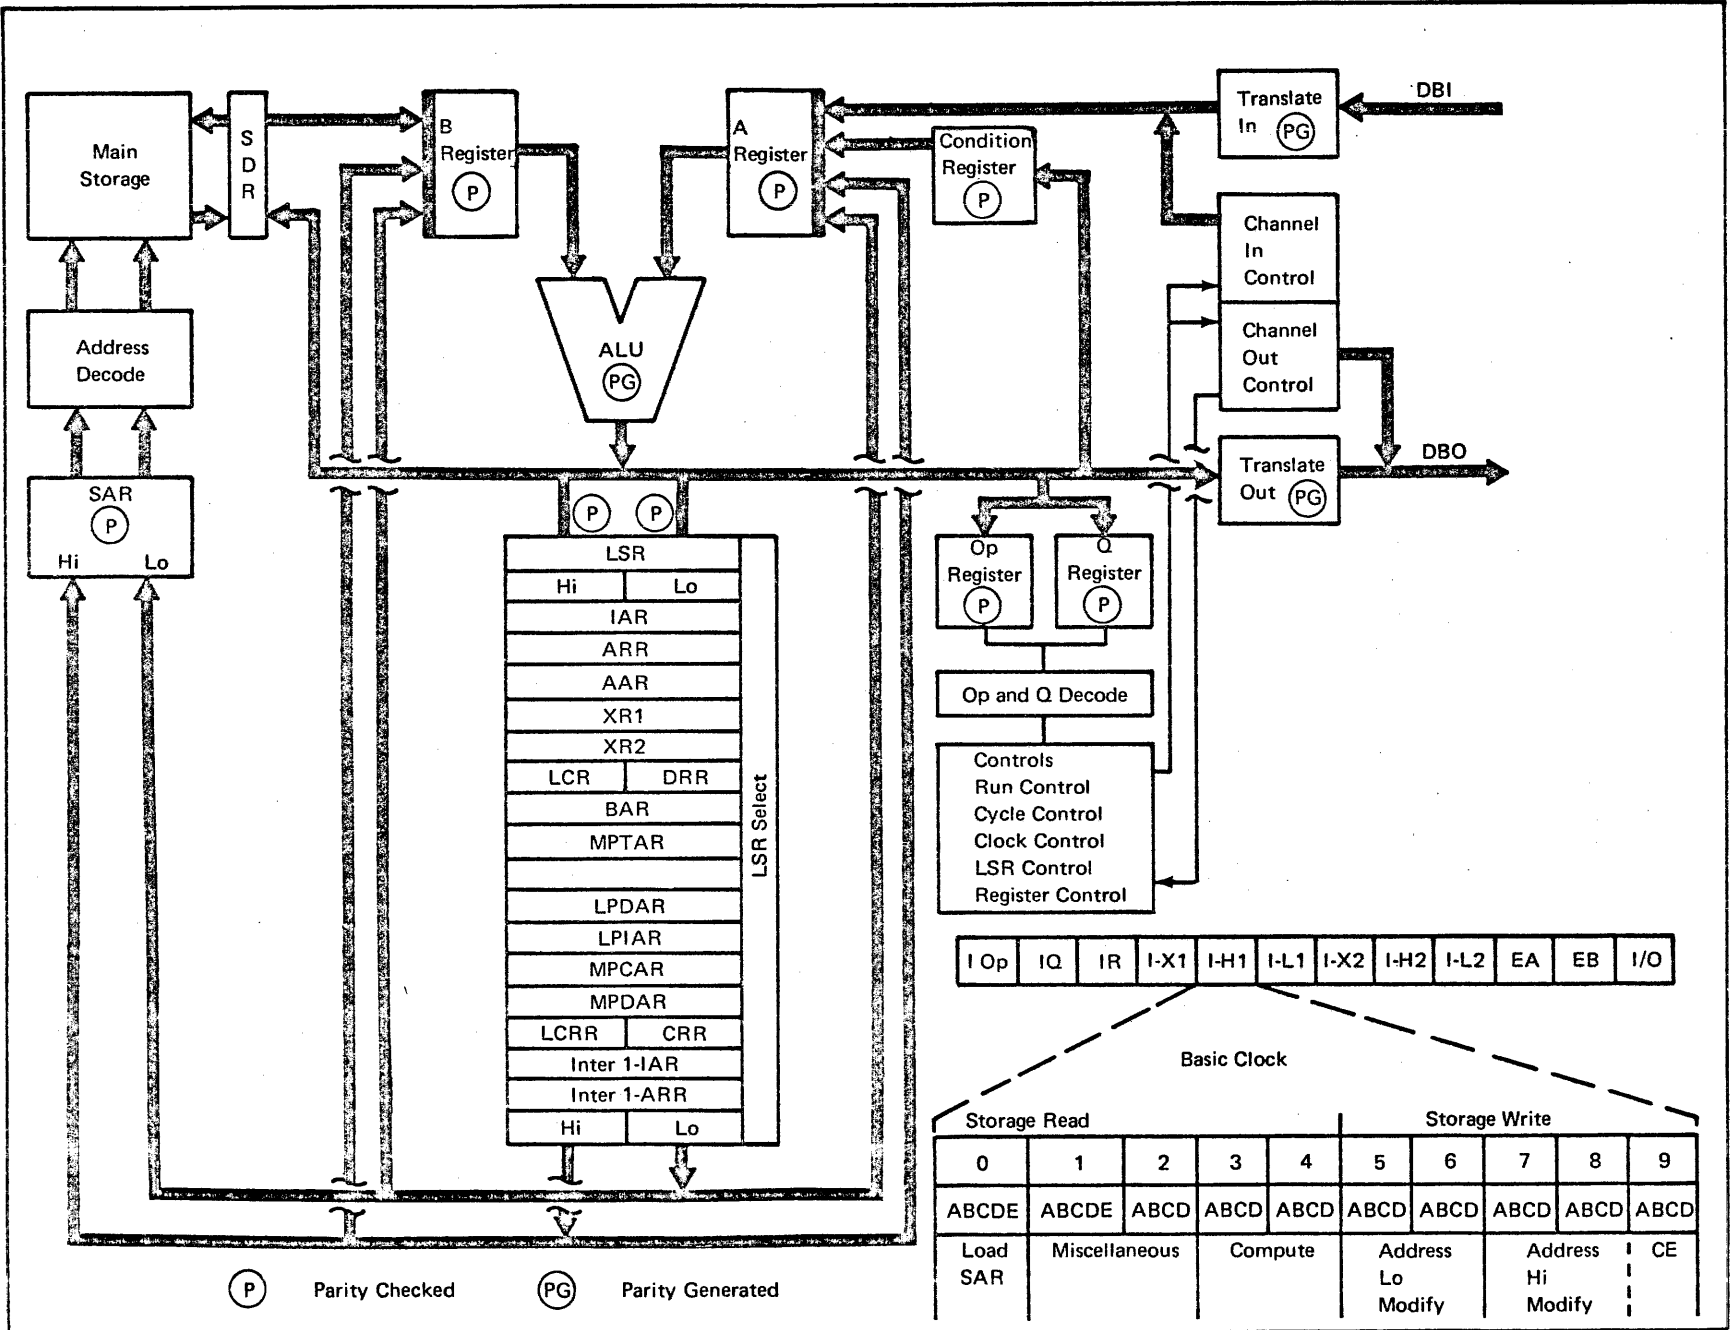 Main
Storage
S
D
R
B
Register
P
A
Register
P
Condition
Register
P
Translate
In
PG
DBI
Channel
In
Control
Channel
Out
Control
Address
Decode
ALU
PG
SAR
P
Hi
Lo
Translate
Out
PG
DBO
P
P
LSR
Hi
Lo
IAR
ARR
AAR
XR1
XR2
LCR
DRR
BAR
MPTAR
LPDAR
LPIAR
MPCAR
MPDAR
LCRR
CRR
Inter 1-IAR
Inter 1-ARR
Hi
Lo
LSR Select
Op
Register
P
Q
Register
P
Op and Q Decode
Controls
Run Control
Cycle Control
Clock Control
LSR Control
Register Control
I Op
IQ
IR
I-X1
I-H1
I-L1
I-X2
I-H2
I-L2
EA
EB
I/O
Basic Clock
Storage Read
Storage Write
0
1
2
3
4
5
6
7
8
9
ABCDE
ABCDE
ABCD
ABCD
ABCD
ABCD
ABCD
ABCD
ABCD
ABCD
Load
SAR
Miscellaneous
Compute
Address
Lo
Modify
Address
Hi
Modify
CE
P
Parity Checked
PG
Parity Generated